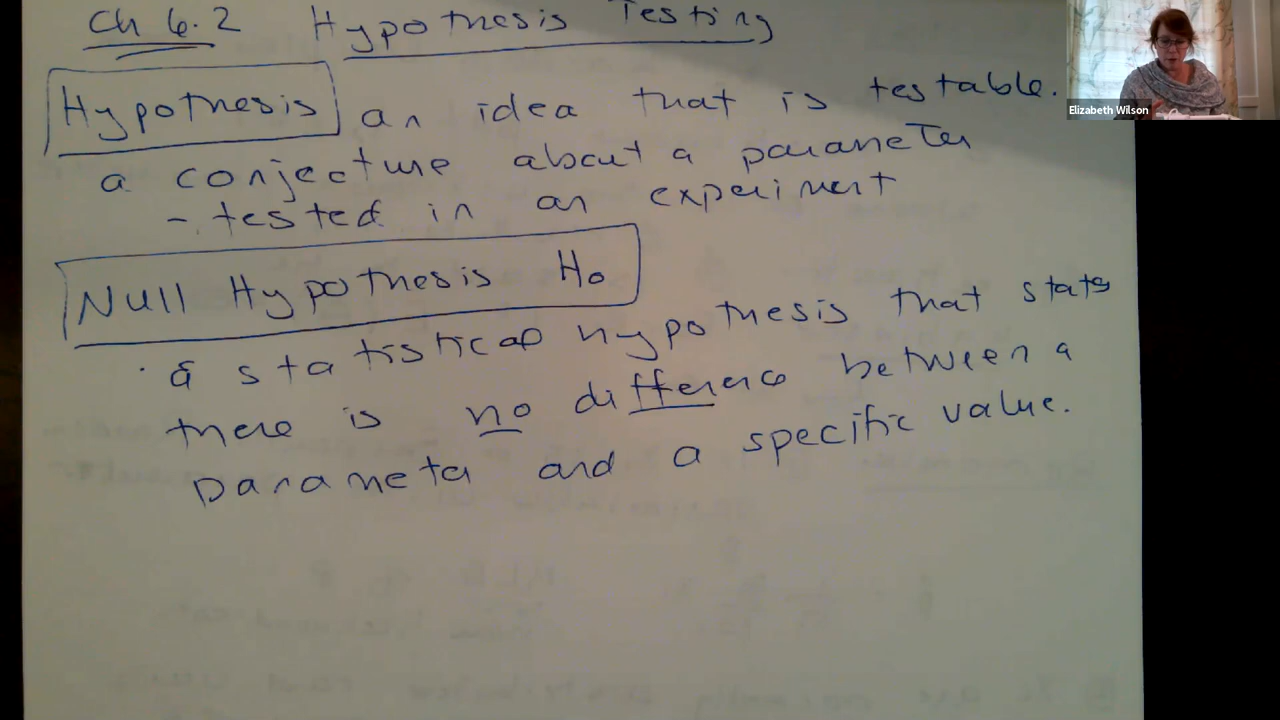 Ch 6.2 Hypothesis Testing
Elizabeth Wilson
Hypothesis an idea that is testable.
a conjecture about a parameter
- tested in an experiment
Null Hypothesis H₀
a statistical hypothesis that states
there is no difference between a
parameter and a specific value.